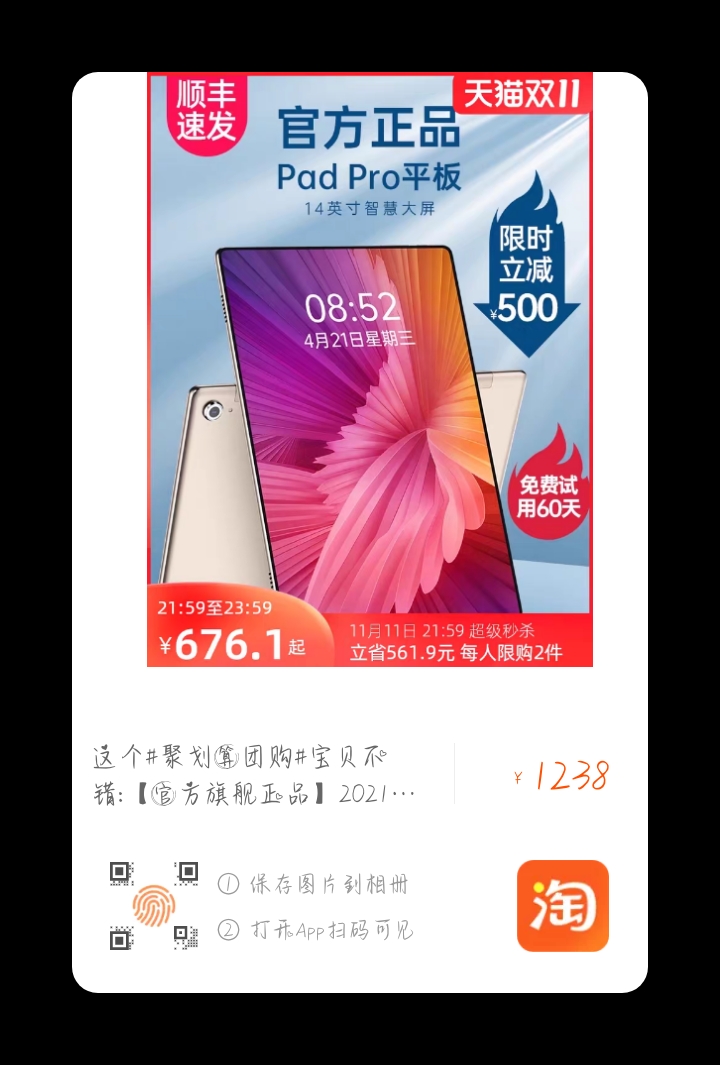 顺丰
速发
天猫双11
官方正品
Pad Pro平板
14英寸智慧大屏
限时
立减
¥500
08:52
4月21日星期三
免费试
用60天
21:59至23:59
¥676.1起
11月11日 21:59 超级秒杀
立省561.9元 每人限购2件
这个#聚划算团购#宝贝不
错:【官方旗舰正品】2021…
¥ 1238
① 保存图片到相册
② 打开App扫码可见
淘